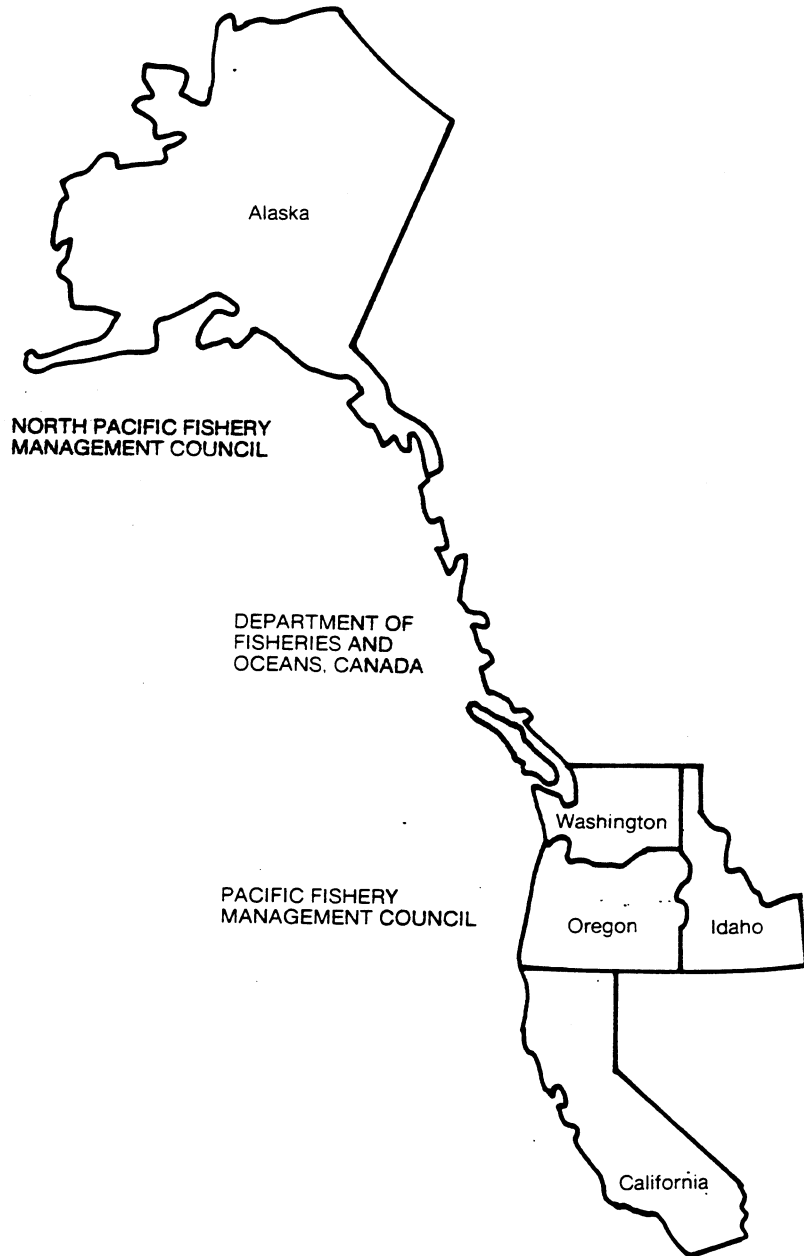 Alaska
NORTH PACIFIC FISHERY
MANAGEMENT COUNCIL
DEPARTMENT OF
FISHERIES AND
OCEANS, CANADA
Washington
PACIFIC FISHERY
MANAGEMENT COUNCIL
Oregon
Idaho
California